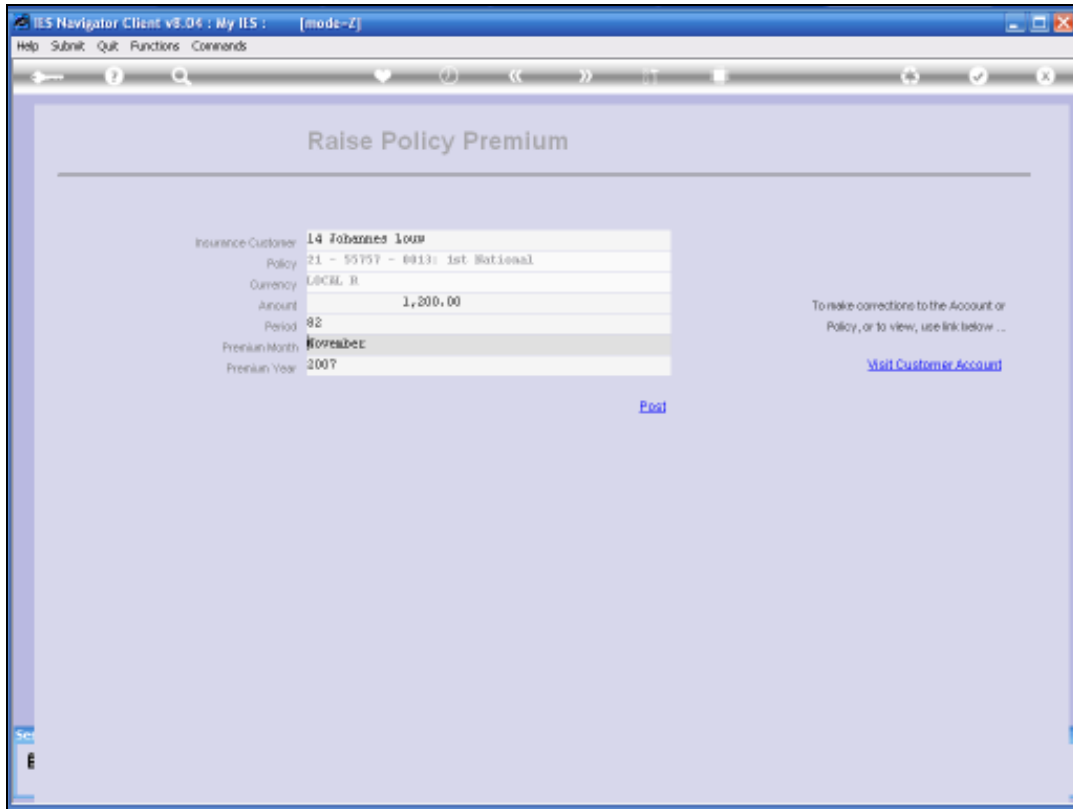 IES Navigator Client v8.04 : My IES : [mode=Z]
Help Submit Quit Functions Commands
Raise Policy Premium
Insurance Customer 14 Johannes louw
Policy 21 - 55757 - 0013: 1st National
Currency LOCAL R
Amount 1,200.00
Period 82
Premium Month November
Premium Year 2007
To make corrections to the Account or
Policy, or to view, use link below ...
Visit Customer Account
Post